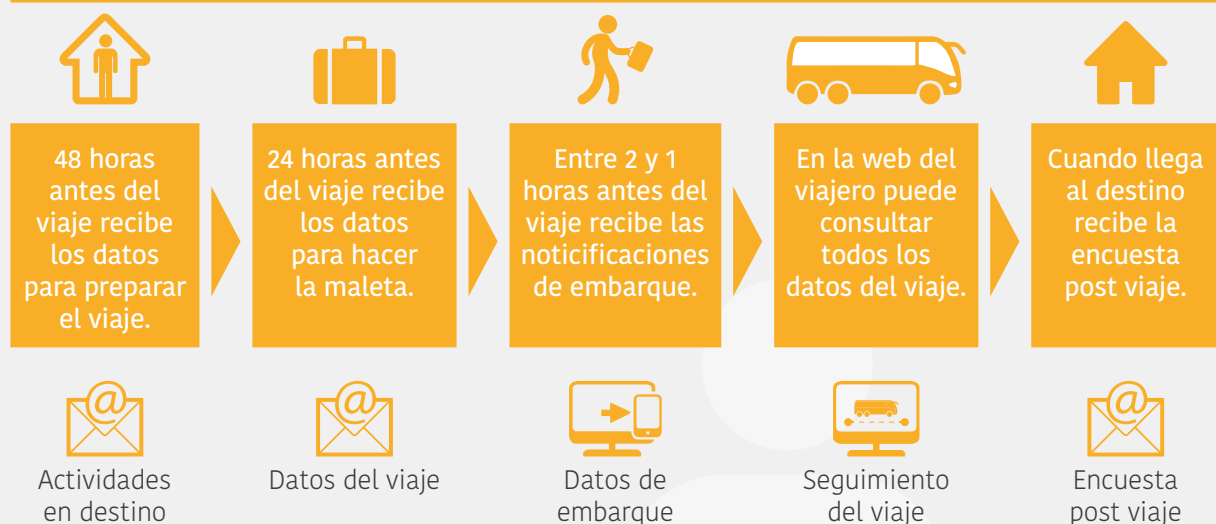 48 horas
antes del
viaje recibe
los datos
para preparar
el viaje.
24 horas antes
del viaje recibe
los datos
para hacer
la maleta.
Entre 2 y 1
horas antes del
viaje recibe las
noticificaciones
de embarque.
En la web del
viajero puede
consultar
todos los
datos del viaje.
Cuando llega
al destino
recibe la
encuesta
post viaje.
@
Actividades
en destino
@
Datos del viaje
Datos de
embarque
Seguimiento
del viaje
@
Encuesta
post viaje